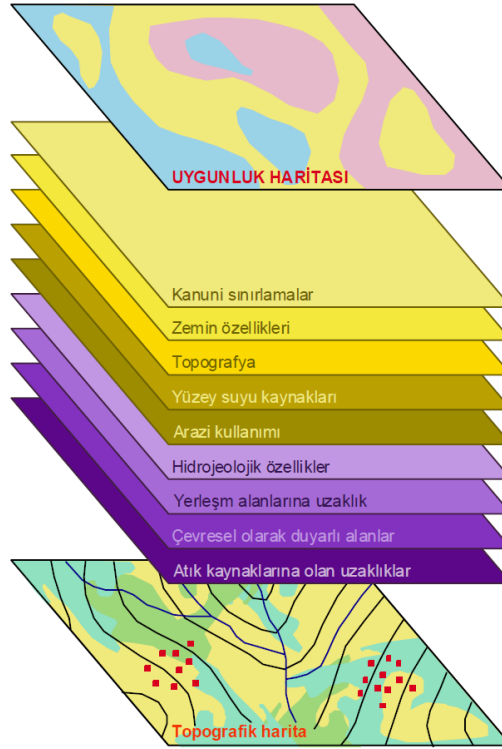 UYGUNLUK HARİTASI
Kanuni sınırlamalar
Zemin özellikleri
Topografya
Yüzey suyu kaynakları
Arazi kullanımı
Hidrojeolojik özellikler
Yerleşm alanlarına uzaklık
Çevresel olarak duyarlı alanlar
Atık kaynaklarına olan uzaklıklar
Topografik harita